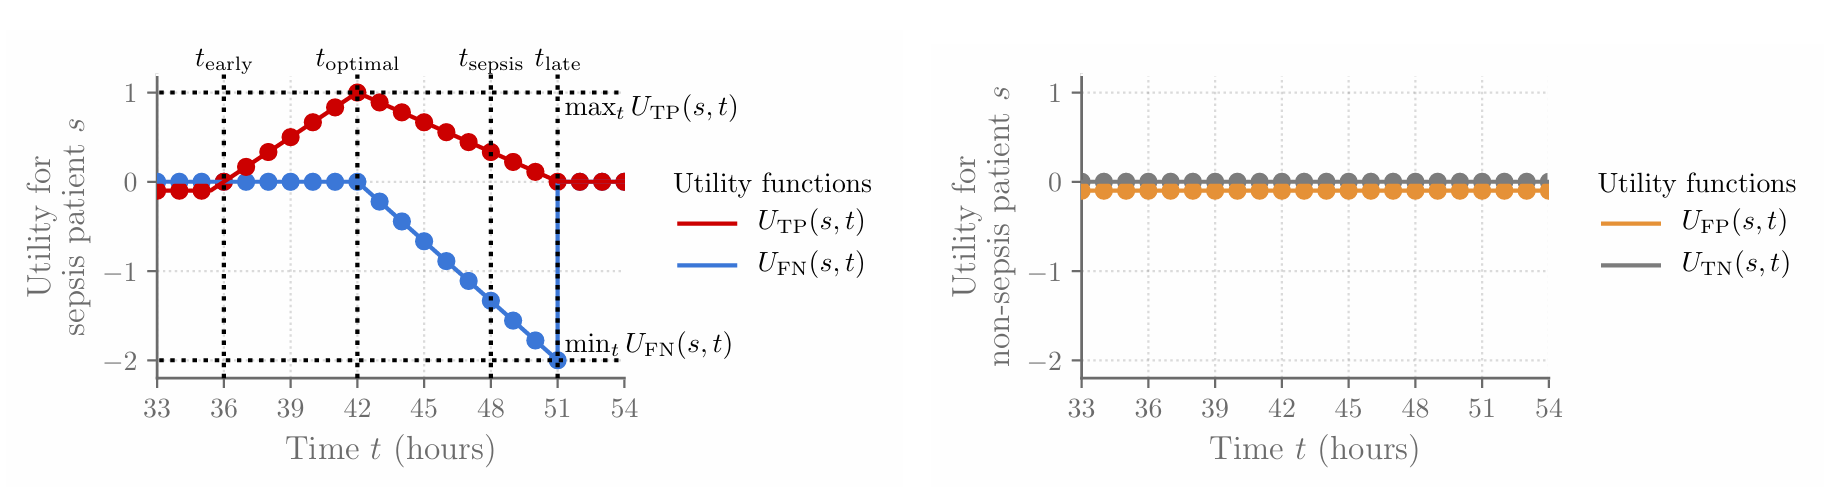 t_early t_optimal t_sepsis t_late
1
0
−1
−2
max_t U_TP(s, t)
min_t U_FN(s, t)
Utility for
sepsis patient s
33 36 39 42 45 48 51 54
Time t (hours)
Utility functions
U_TP(s, t)
U_FN(s, t)
1
0
−1
−2
Utility for
non-sepsis patient s
33 36 39 42 45 48 51 54
Time t (hours)
Utility functions
U_FP(s, t)
U_TN(s, t)